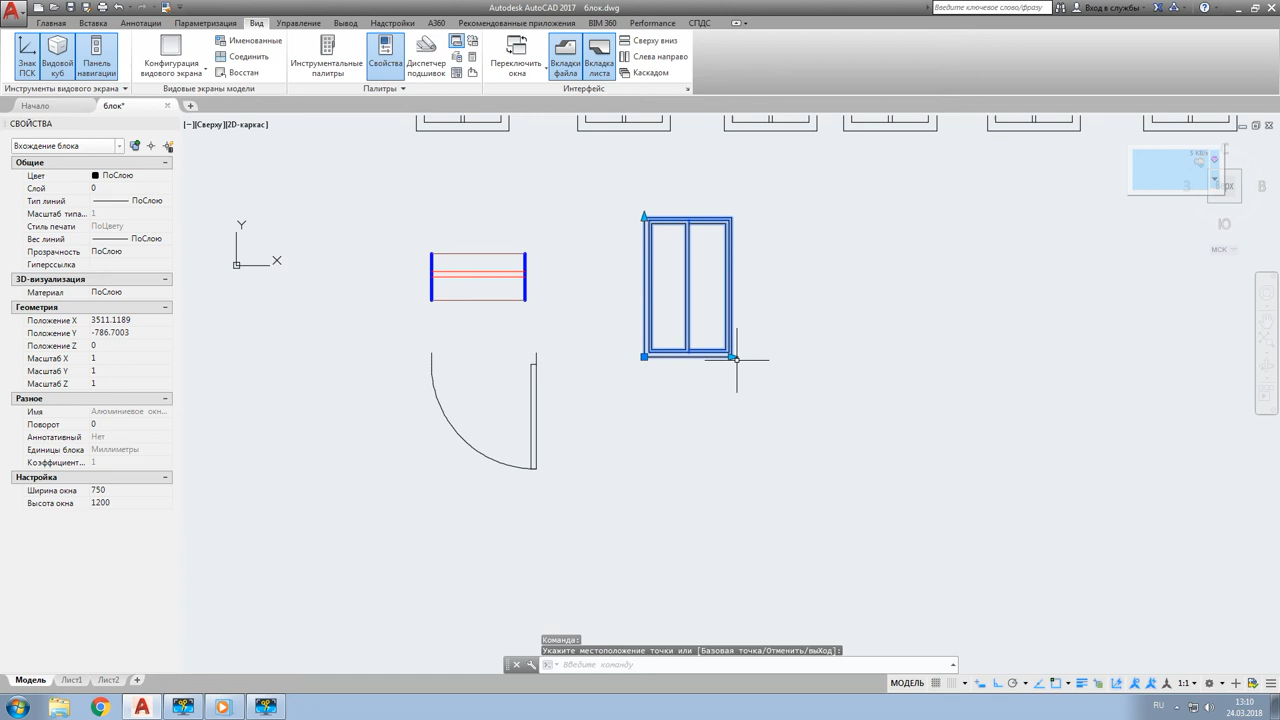 Autodesk AutoCAD 2017 блок.dwg
Введите ключевое слово/фразу
Вход в службы
Главная Вставка Аннотации Параметризация Вид Управление Вывод Надстройки A360 Рекомендуемые приложения BIM 360 Performance СПДС
Знак ПСК
Видовой куб
Панель навигации
Конфигурация видового экрана
Именованные
Соединить
Восстан
Инструментальные палитры
Свойства
Диспетчер подшивок
Переключить окна
Вкладки файла
Вкладки листа
Сверху вниз
Слева направо
Каскадом
Инструменты видового экрана Видовые экраны модели Палитры Интерфейс
Начало блок*
СВОЙСТВА
[−][Сверху][2D-каркас]
Вхождение блока
Общие
Цвет ПоСлою
Слой 0
Тип линий ПоСлою
Масштаб типа... 1
Стиль печати ПоЦвету
Вес линий ПоСлою
Прозрачность ПоСлою
Гиперссылка
3D-визуализация
Материал ПоСлою
Геометрия
Положение X 3511.1189
Положение Y -786.7003
Положение Z 0
Масштаб X 1
Масштаб Y 1
Масштаб Z 1
Разное
Имя Алюминиевое окн...
Поворот 0
Аннотативный Нет
Единицы блока Миллиметры
Коэффициент... 1
Настройка
Ширина окна 750
Высота окна 1200
Y
X
5 KB/s
З
В
Ю
МСК
Команда:
Укажите местоположение точки или [Базовая точка/Отменить/выХод]:
Введите команду
Модель Лист1 Лист2
МОДЕЛЬ
1:1
RU
13:10
24.03.2018